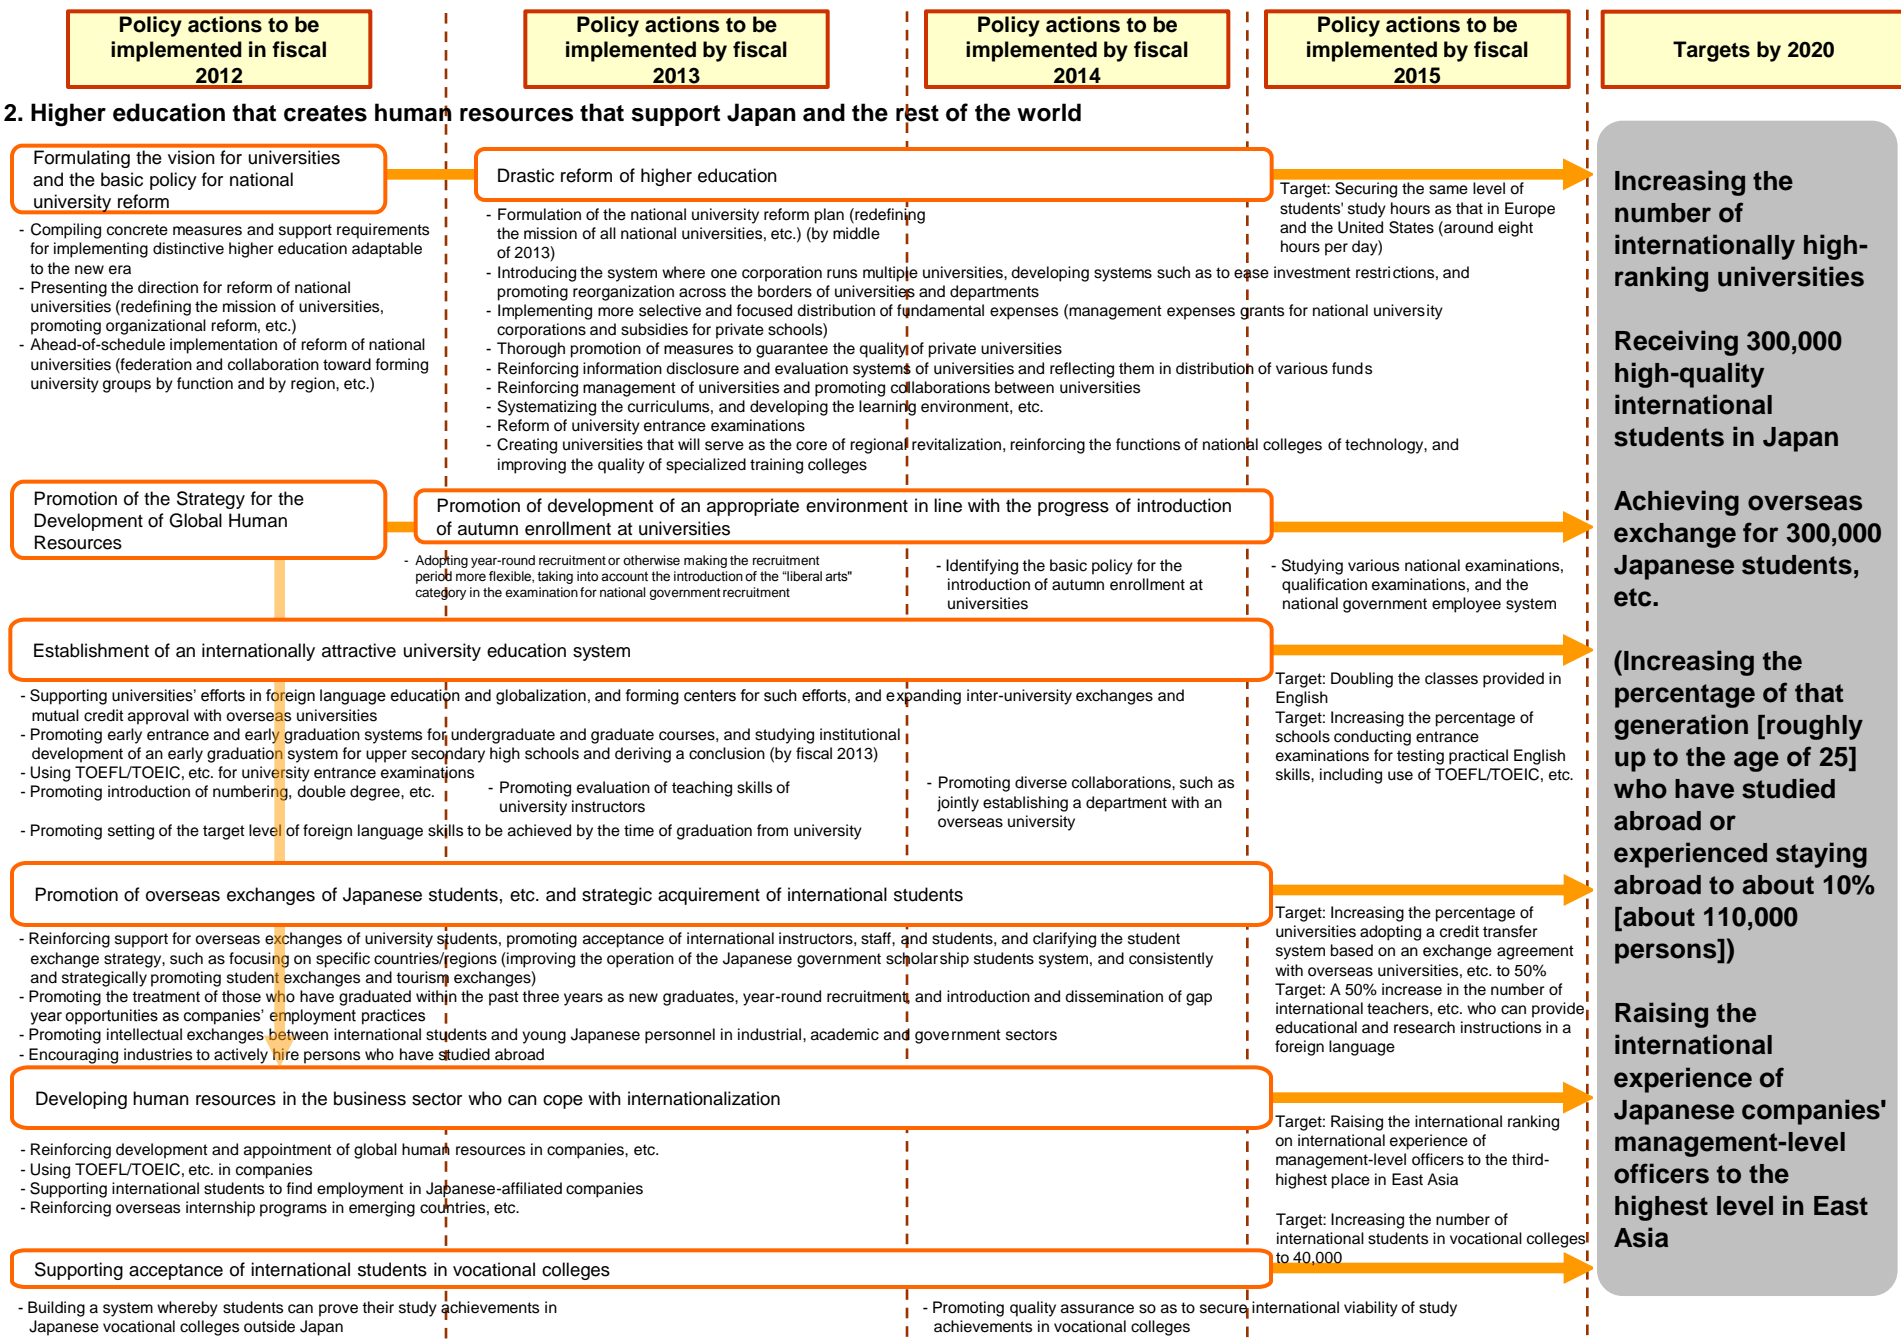 Policy actions to be
implemented in fiscal
2012
Policy actions to be
implemented by fiscal
2013
Policy actions to be
implemented by fiscal
2014
Policy actions to be
implemented by fiscal
2015
Targets by 2020
2. Higher education that creates human resources that support Japan and the rest of the world
Formulating the vision for universities
and the basic policy for national
university reform
- Compiling concrete measures and support requirements
for implementing distinctive higher education adaptable
to the new era
- Presenting the direction for reform of national
universities (redefining the mission of universities,
promoting organizational reform, etc.)
- Ahead-of-schedule implementation of reform of national
universities (federation and collaboration toward forming
university groups by function and by region, etc.)
Drastic reform of higher education
- Formulation of the national university reform plan (redefining
the mission of all national universities, etc.) (by middle
of 2013)
- Introducing the system where one corporation runs multiple universities, developing systems such as to ease investment restrictions, and
promoting reorganization across the borders of universities and departments
- Implementing more selective and focused distribution of fundamental expenses (management expenses grants for national university
corporations and subsidies for private schools)
- Thorough promotion of measures to guarantee the quality of private universities
- Reinforcing information disclosure and evaluation systems of universities and reflecting them in distribution of various funds
- Reinforcing management of universities and promoting collaborations between universities
- Systematizing the curriculums, and developing the learning environment, etc.
- Reform of university entrance examinations
- Creating universities that will serve as the core of regional revitalization, reinforcing the functions of national colleges of technology, and
improving the quality of specialized training colleges
Target: Securing the same level of
students' study hours as that in Europe
and the United States (around eight
hours per day)
Promotion of the Strategy for the
Development of Global Human
Resources
Promotion of development of an appropriate environment in line with the progress of introduction
of autumn enrollment at universities
- Adopting year-round recruitment or otherwise making the recruitment
period more flexible, taking into account the introduction of the "liberal arts"
category in the examination for national government recruitment
- Identifying the basic policy for the
introduction of autumn enrollment at
universities
- Studying various national examinations,
qualification examinations, and the
national government employee system
Establishment of an internationally attractive university education system
- Supporting universities' efforts in foreign language education and globalization, and forming centers for such efforts, and expanding inter-university exchanges and
mutual credit approval with overseas universities
- Promoting early entrance and early graduation systems for undergraduate and graduate courses, and studying institutional
development of an early graduation system for upper secondary high schools and deriving a conclusion (by fiscal 2013)
- Using TOEFL/TOEIC, etc. for university entrance examinations
- Promoting introduction of numbering, double degree, etc.
- Promoting evaluation of teaching skills of
university instructors
- Promoting diverse collaborations, such as
jointly establishing a department with an
overseas university
- Promoting setting of the target level of foreign language skills to be achieved by the time of graduation from university
Target: Doubling the classes provided in
English
Target: Increasing the percentage of
schools conducting entrance
examinations for testing practical English
skills, including use of TOEFL/TOEIC, etc.
Promotion of overseas exchanges of Japanese students, etc. and strategic acquirement of international students
- Reinforcing support for overseas exchanges of university students, promoting acceptance of international instructors, staff, and students, and clarifying the student
exchange strategy, such as focusing on specific countries/regions (improving the operation of the Japanese government scholarship students system, and consistently
and strategically promoting student exchanges and tourism exchanges)
- Promoting the treatment of those who have graduated within the past three years as new graduates, year-round recruitment, and introduction and dissemination of gap
year opportunities as companies' employment practices
- Promoting intellectual exchanges between international students and young Japanese personnel in industrial, academic and government sectors
- Encouraging industries to actively hire persons who have studied abroad
Target: Increasing the percentage of
universities adopting a credit transfer
system based on an exchange agreement
with overseas universities, etc. to 50%
Target: A 50% increase in the number of
international teachers, etc. who can provide
educational and research instructions in a
foreign language
Developing human resources in the business sector who can cope with internationalization
- Reinforcing development and appointment of global human resources in companies, etc.
- Using TOEFL/TOEIC, etc. in companies
- Supporting international students to find employment in Japanese-affiliated companies
- Reinforcing overseas internship programs in emerging countries, etc.
Target: Raising the international ranking
on international experience of
management-level officers to the third-
highest place in East Asia
Target: Increasing the number of
international students in vocational colleges
to 40,000
Supporting acceptance of international students in vocational colleges
- Building a system whereby students can prove their study achievements in
Japanese vocational colleges outside Japan
- Promoting quality assurance so as to secure international viability of study
achievements in vocational colleges
Increasing the
number of
internationally high-
ranking universities
Receiving 300,000
high-quality
international
students in Japan
Achieving overseas
exchange for 300,000
Japanese students,
etc.
(Increasing the
percentage of that
generation [roughly
up to the age of 25]
who have studied
abroad or
experienced staying
abroad to about 10%
[about 110,000
persons])
Raising the
international
experience of
Japanese companies'
management-level
officers to the
highest level in East
Asia